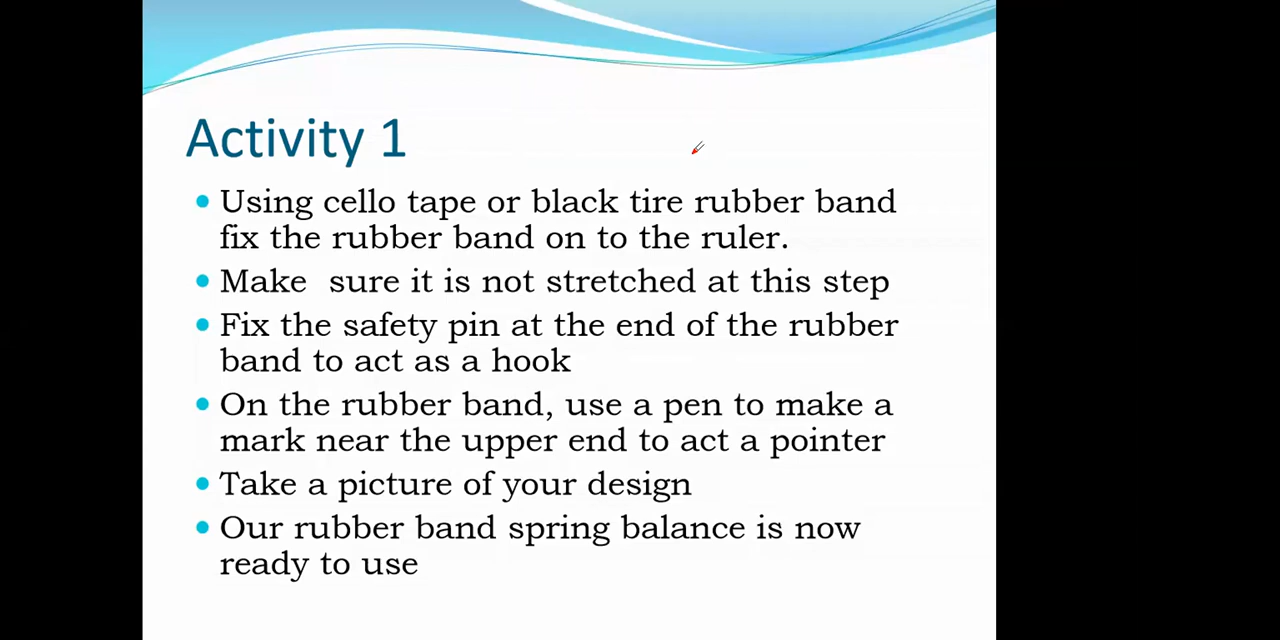 Activity 1
Using cello tape or black tire rubber band
fix the rubber band on to the ruler.
Make  sure it is not stretched at this step
Fix the safety pin at the end of the rubber
band to act as a hook
On the rubber band, use a pen to make a
mark near the upper end to act a pointer
Take a picture of your design
Our rubber band spring balance is now
ready to use